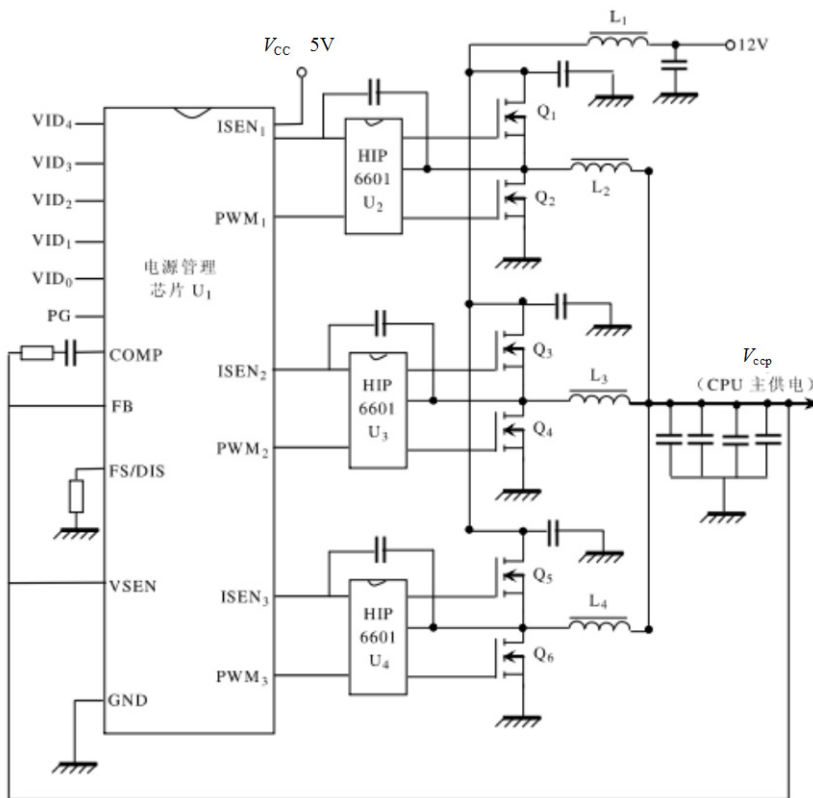 L₁
V_CC 5V
12V
VID₄
ISEN₁
Q₁
VID₃
HIP
6601
U₂
L₂
VID₂
Q₂
PWM₁
VID₁
电源管理
芯片 U₁
VID₀
PG
COMP
Q₃
V_ccp
ISEN₂
HIP
6601
U₃
L₃
（CPU 主供电）
FB
Q₄
PWM₂
FS/DIS
Q₅
VSEN
ISEN₃
HIP
6601
U₄
L₄
Q₆
PWM₃
GND